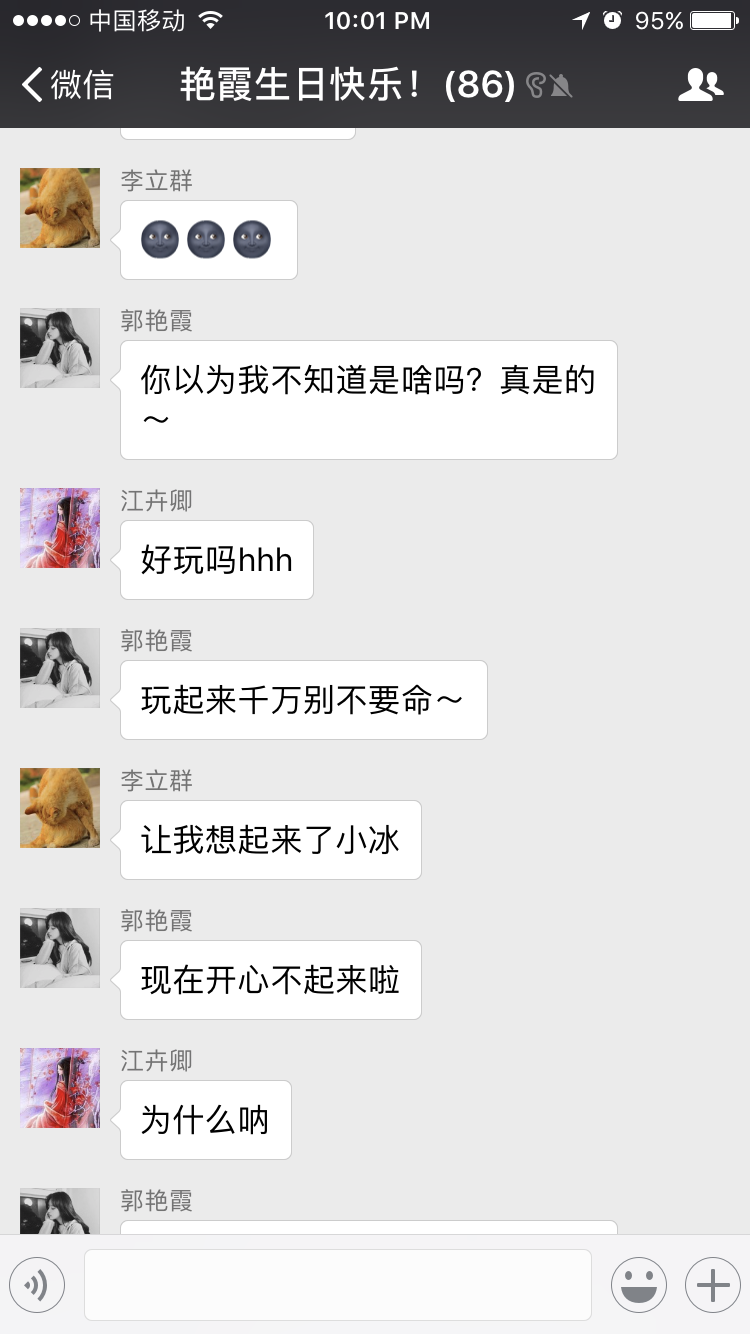 中国移动 10:01 PM 95%
微信 艳霞生日快乐！(86)
李立群
🌚🌚🌚
郭艳霞
你以为我不知道是啥吗？真是的
～
江卉卿
好玩吗hhh
郭艳霞
玩起来千万别不要命～
李立群
让我想起来了小冰
郭艳霞
现在开心不起来啦
江卉卿
为什么呐
郭艳霞